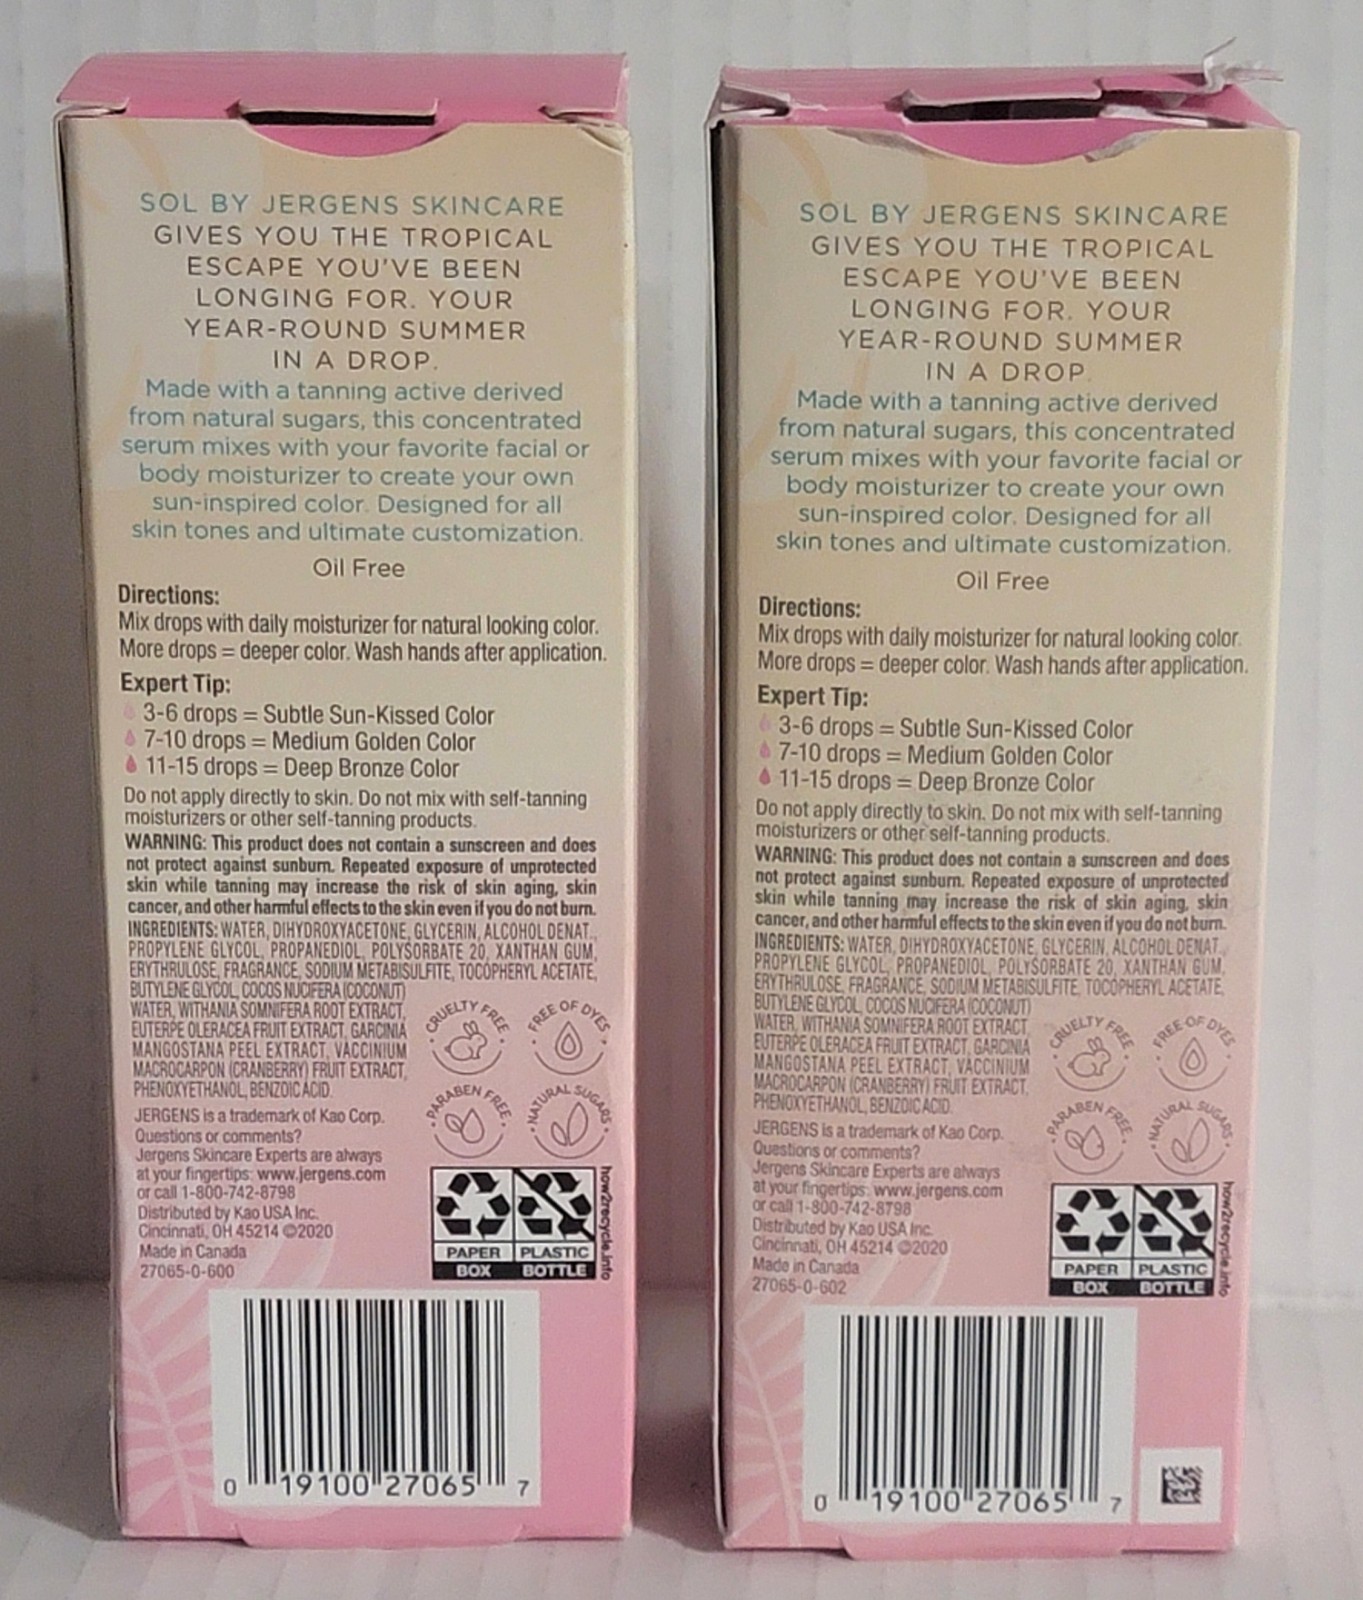 SOL BY JERGENS SKINCARE
GIVES YOU THE TROPICAL
ESCAPE YOU'VE BEEN
LONGING FOR. YOUR
YEAR-ROUND SUMMER
IN A DROP.
Made with a tanning active derived
from natural sugars, this concentrated
serum mixes with your favorite facial or
body moisturizer to create your own
sun-inspired color. Designed for all
skin tones and ultimate customization.
Oil Free
Directions:
Mix drops with daily moisturizer for natural looking color.
More drops = deeper color. Wash hands after application.
Expert Tip:
3-6 drops = Subtle Sun-Kissed Color
7-10 drops = Medium Golden Color
11-15 drops = Deep Bronze Color
Do not apply directly to skin. Do not mix with self-tanning
moisturizers or other self-tanning products.
WARNING: This product does not contain a sunscreen and does
not protect against sunburn. Repeated exposure of unprotected
skin while tanning may increase the risk of skin aging, skin
cancer, and other harmful effects to the skin even if you do not burn.
INGREDIENTS: WATER, DIHYDROXYACETONE, GLYCERIN, ALCOHOL DENAT.,
PROPYLENE GLYCOL, PROPANEDIOL, POLYSORBATE 20, XANTHAN GUM,
ERYTHRULOSE, FRAGRANCE, SODIUM METABISULFITE, TOCOPHERYL ACETATE,
BUTYLENE GLYCOL, COCOS NUCIFERA (COCONUT)
WATER, WITHANIA SOMNIFERA ROOT EXTRACT,
EUTERPE OLERACEA FRUIT EXTRACT, GARCINIA
MANGOSTANA PEEL EXTRACT, VACCINIUM
MACROCARPON (CRANBERRY) FRUIT EXTRACT,
PHENOXYETHANOL, BENZOIC ACID.
CRUELTY FREE
FREE OF DYES
PARABEN FREE
NATURAL SUGARS
JERGENS is a trademark of Kao Corp.
Questions or comments?
Jergens Skincare Experts are always
at your fingertips: www.jergens.com
or call 1-800-742-8798
Distributed by Kao USA Inc.
Cincinnati, OH 45214 ©2020
Made in Canada
27065-0-600
how2recycle.info
PAPER PLASTIC
BOX BOTTLE
0 19100 27065 7
SOL BY JERGENS SKINCARE
GIVES YOU THE TROPICAL
ESCAPE YOU'VE BEEN
LONGING FOR. YOUR
YEAR-ROUND SUMMER
IN A DROP.
Made with a tanning active derived
from natural sugars, this concentrated
serum mixes with your favorite facial or
body moisturizer to create your own
sun-inspired color. Designed for all
skin tones and ultimate customization.
Oil Free
Directions:
Mix drops with daily moisturizer for natural looking color.
More drops = deeper color. Wash hands after application.
Expert Tip:
3-6 drops = Subtle Sun-Kissed Color
7-10 drops = Medium Golden Color
11-15 drops = Deep Bronze Color
Do not apply directly to skin. Do not mix with self-tanning
moisturizers or other self-tanning products.
WARNING: This product does not contain a sunscreen and does
not protect against sunburn. Repeated exposure of unprotected
skin while tanning may increase the risk of skin aging, skin
cancer, and other harmful effects to the skin even if you do not burn.
INGREDIENTS: WATER, DIHYDROXYACETONE, GLYCERIN, ALCOHOL DENAT.,
PROPYLENE GLYCOL, PROPANEDIOL, POLYSORBATE 20, XANTHAN GUM,
ERYTHRULOSE, FRAGRANCE, SODIUM METABISULFITE, TOCOPHERYL ACETATE,
BUTYLENE GLYCOL, COCOS NUCIFERA (COCONUT)
WATER, WITHANIA SOMNIFERA ROOT EXTRACT,
EUTERPE OLERACEA FRUIT EXTRACT, GARCINIA
MANGOSTANA PEEL EXTRACT, VACCINIUM
MACROCARPON (CRANBERRY) FRUIT EXTRACT,
PHENOXYETHANOL, BENZOIC ACID.
CRUELTY FREE
FREE OF DYES
PARABEN FREE
NATURAL SUGARS
JERGENS is a trademark of Kao Corp.
Questions or comments?
Jergens Skincare Experts are always
at your fingertips: www.jergens.com
or call 1-800-742-8798
Distributed by Kao USA Inc.
Cincinnati, OH 45214 ©2020
Made in Canada
27065-0-602
how2recycle.info
PAPER PLASTIC
BOX BOTTLE
0 19100 27065 7